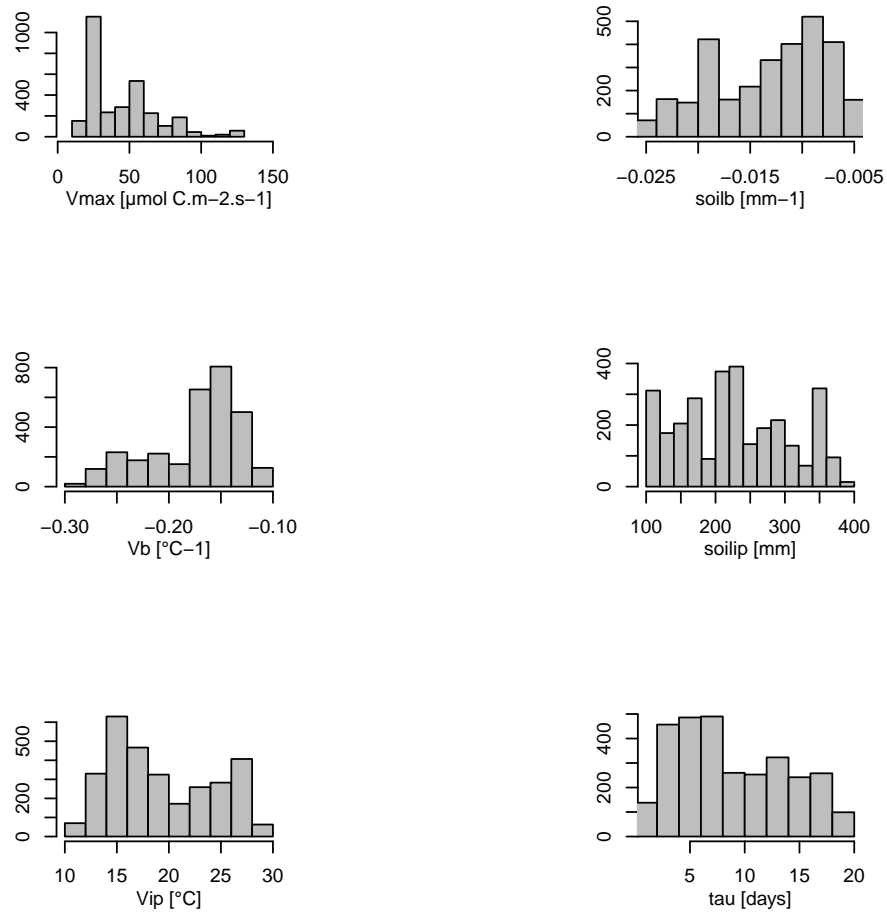 0 400 1000
0 50 100 150
Vmax [µmol C.m−2.s−1]
0 200 500
−0.025 −0.015 −0.005
soilb [mm−1]
0 400 800
−0.30 −0.20 −0.10
Vb [°C−1]
0 200 400
100 200 300 400
soilip [mm]
0 200 500
10 15 20 25 30
Vip [°C]
0 200 400
5 10 15 20
tau [days]